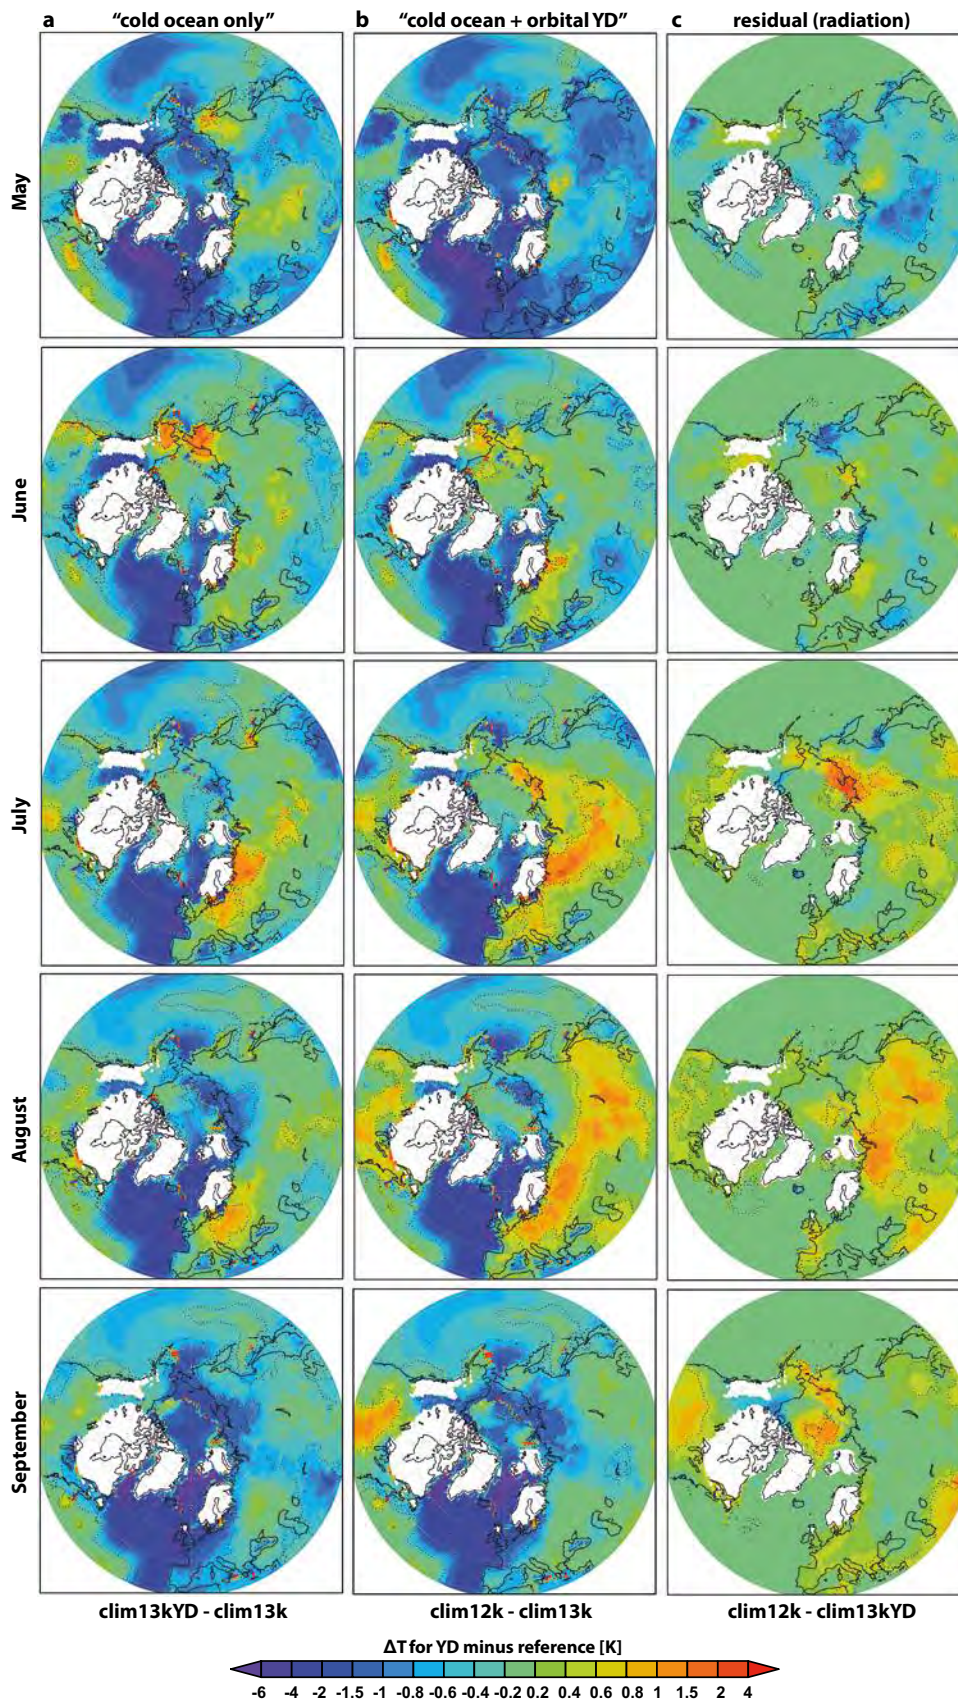 a "cold ocean only"
b "cold ocean + orbital YD"
c residual (radiation)
May
June
July
August
September
clim13kYD - clim13k
clim12k - clim13k
clim12k - clim13kYD
ΔT for YD minus reference [K]
-6 -4 -2 -1.5 -1 -0.8 -0.6 -0.4 -0.2 0.2 0.4 0.6 0.8 1 1.5 2 4